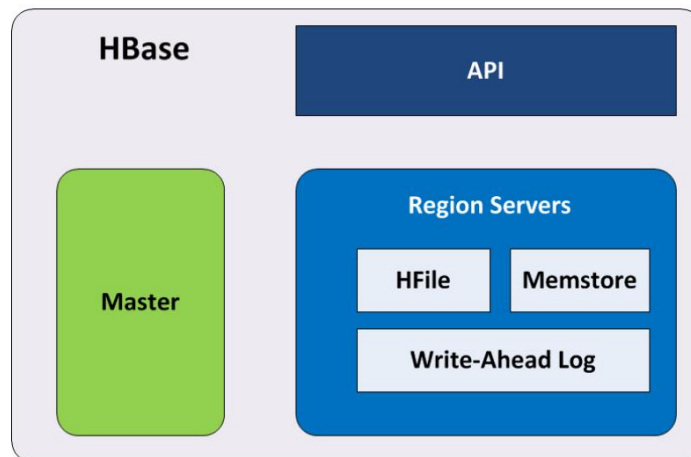 HBase
API
Region Servers
HFile
Memstore
Master
Write-Ahead Log